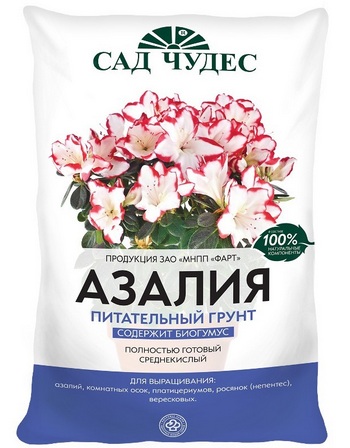 САД ЧУДЕС
В СОСТАВЕ
100%
НАТУРАЛЬНЫЕ
КОМПОНЕНТЫ
ПРОДУКЦИЯ ЗАО «МНПП «ФАРТ»
АЗАЛИЯ
ПИТАТЕЛЬНЫЙ ГРУНТ
СОДЕРЖИТ БИОГУМУС
ПОЛНОСТЬЮ ГОТОВЫЙ
СРЕДНЕКИСЛЫЙ
ДЛЯ ВЫРАЩИВАНИЯ:
азалий, комнатных осок, платицериумов, росянок (непентес),
вересковых.